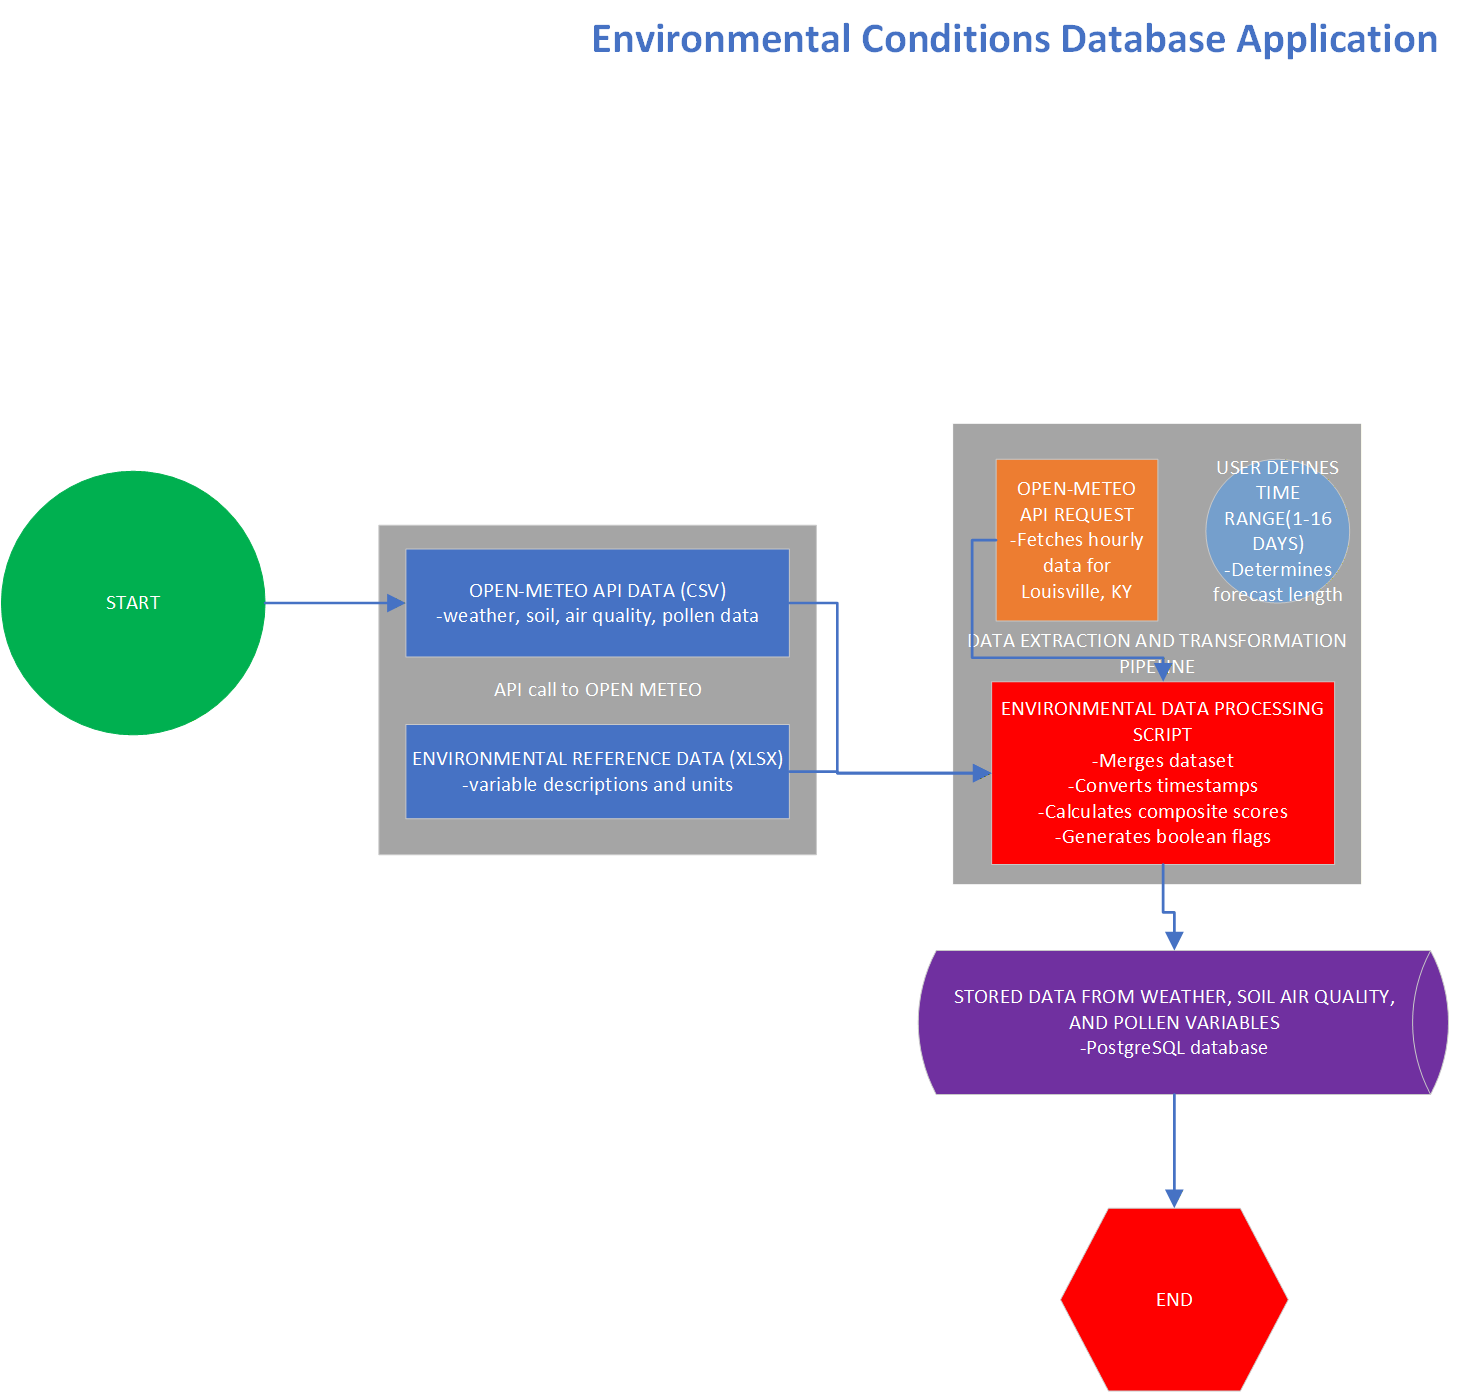 Environmental Conditions Database Application
START
OPEN-METEO API DATA (CSV)
-weather, soil, air quality, pollen data
API call to OPEN METEO
ENVIRONMENTAL REFERENCE DATA (XLSX)
-variable descriptions and units
OPEN-METEO
API REQUEST
-Fetches hourly
data for
Louisville, KY
USER DEFINES
TIME
RANGE(1-16
DAYS)
-Determines
forecast length
DATA EXTRACTION AND TRANSFORMATION
PIPELINE
ENVIRONMENTAL DATA PROCESSING
SCRIPT
-Merges dataset
-Converts timestamps
-Calculates composite scores
-Generates boolean flags
STORED DATA FROM WEATHER, SOIL AIR QUALITY,
AND POLLEN VARIABLES
-PostgreSQL database
END